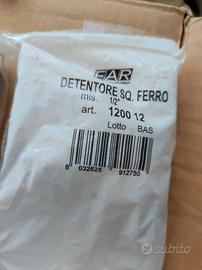 FAR
DETENTORE SQ. FERRO
mis. 1/2"
art. 1200 12
Lotto BAS
8 032625 912750
subito